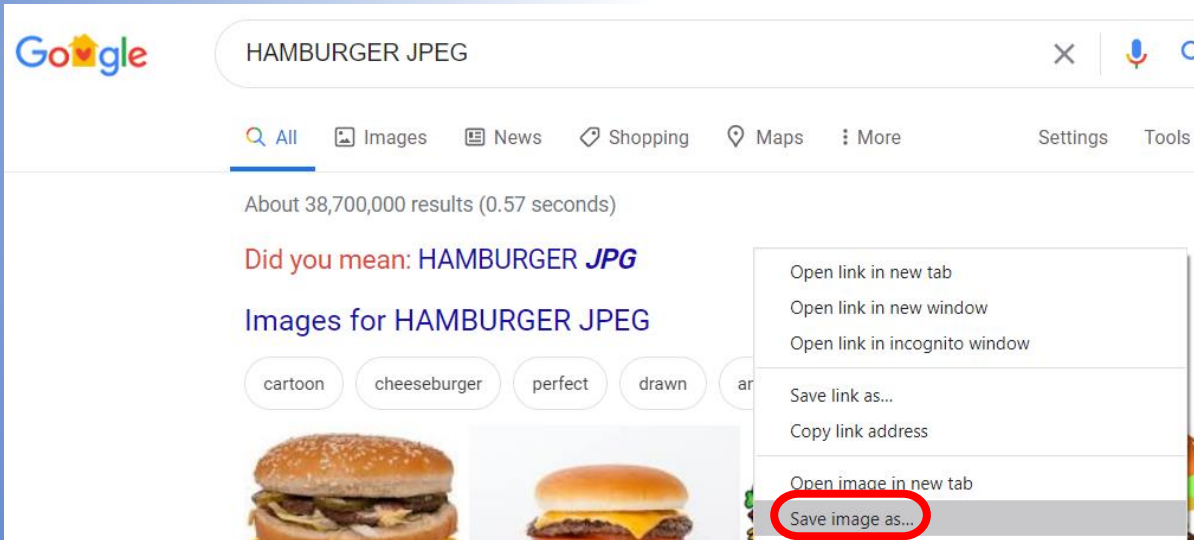 Google
HAMBURGER JPEG
All Images News Shopping Maps More Settings Tools
About 38,700,000 results (0.57 seconds)
Did you mean: HAMBURGER JPG
Images for HAMBURGER JPEG
cartoon cheeseburger perfect drawn
Open link in new tab
Open link in new window
Open link in incognito window
Save link as...
Copy link address
Open image in new tab
Save image as...